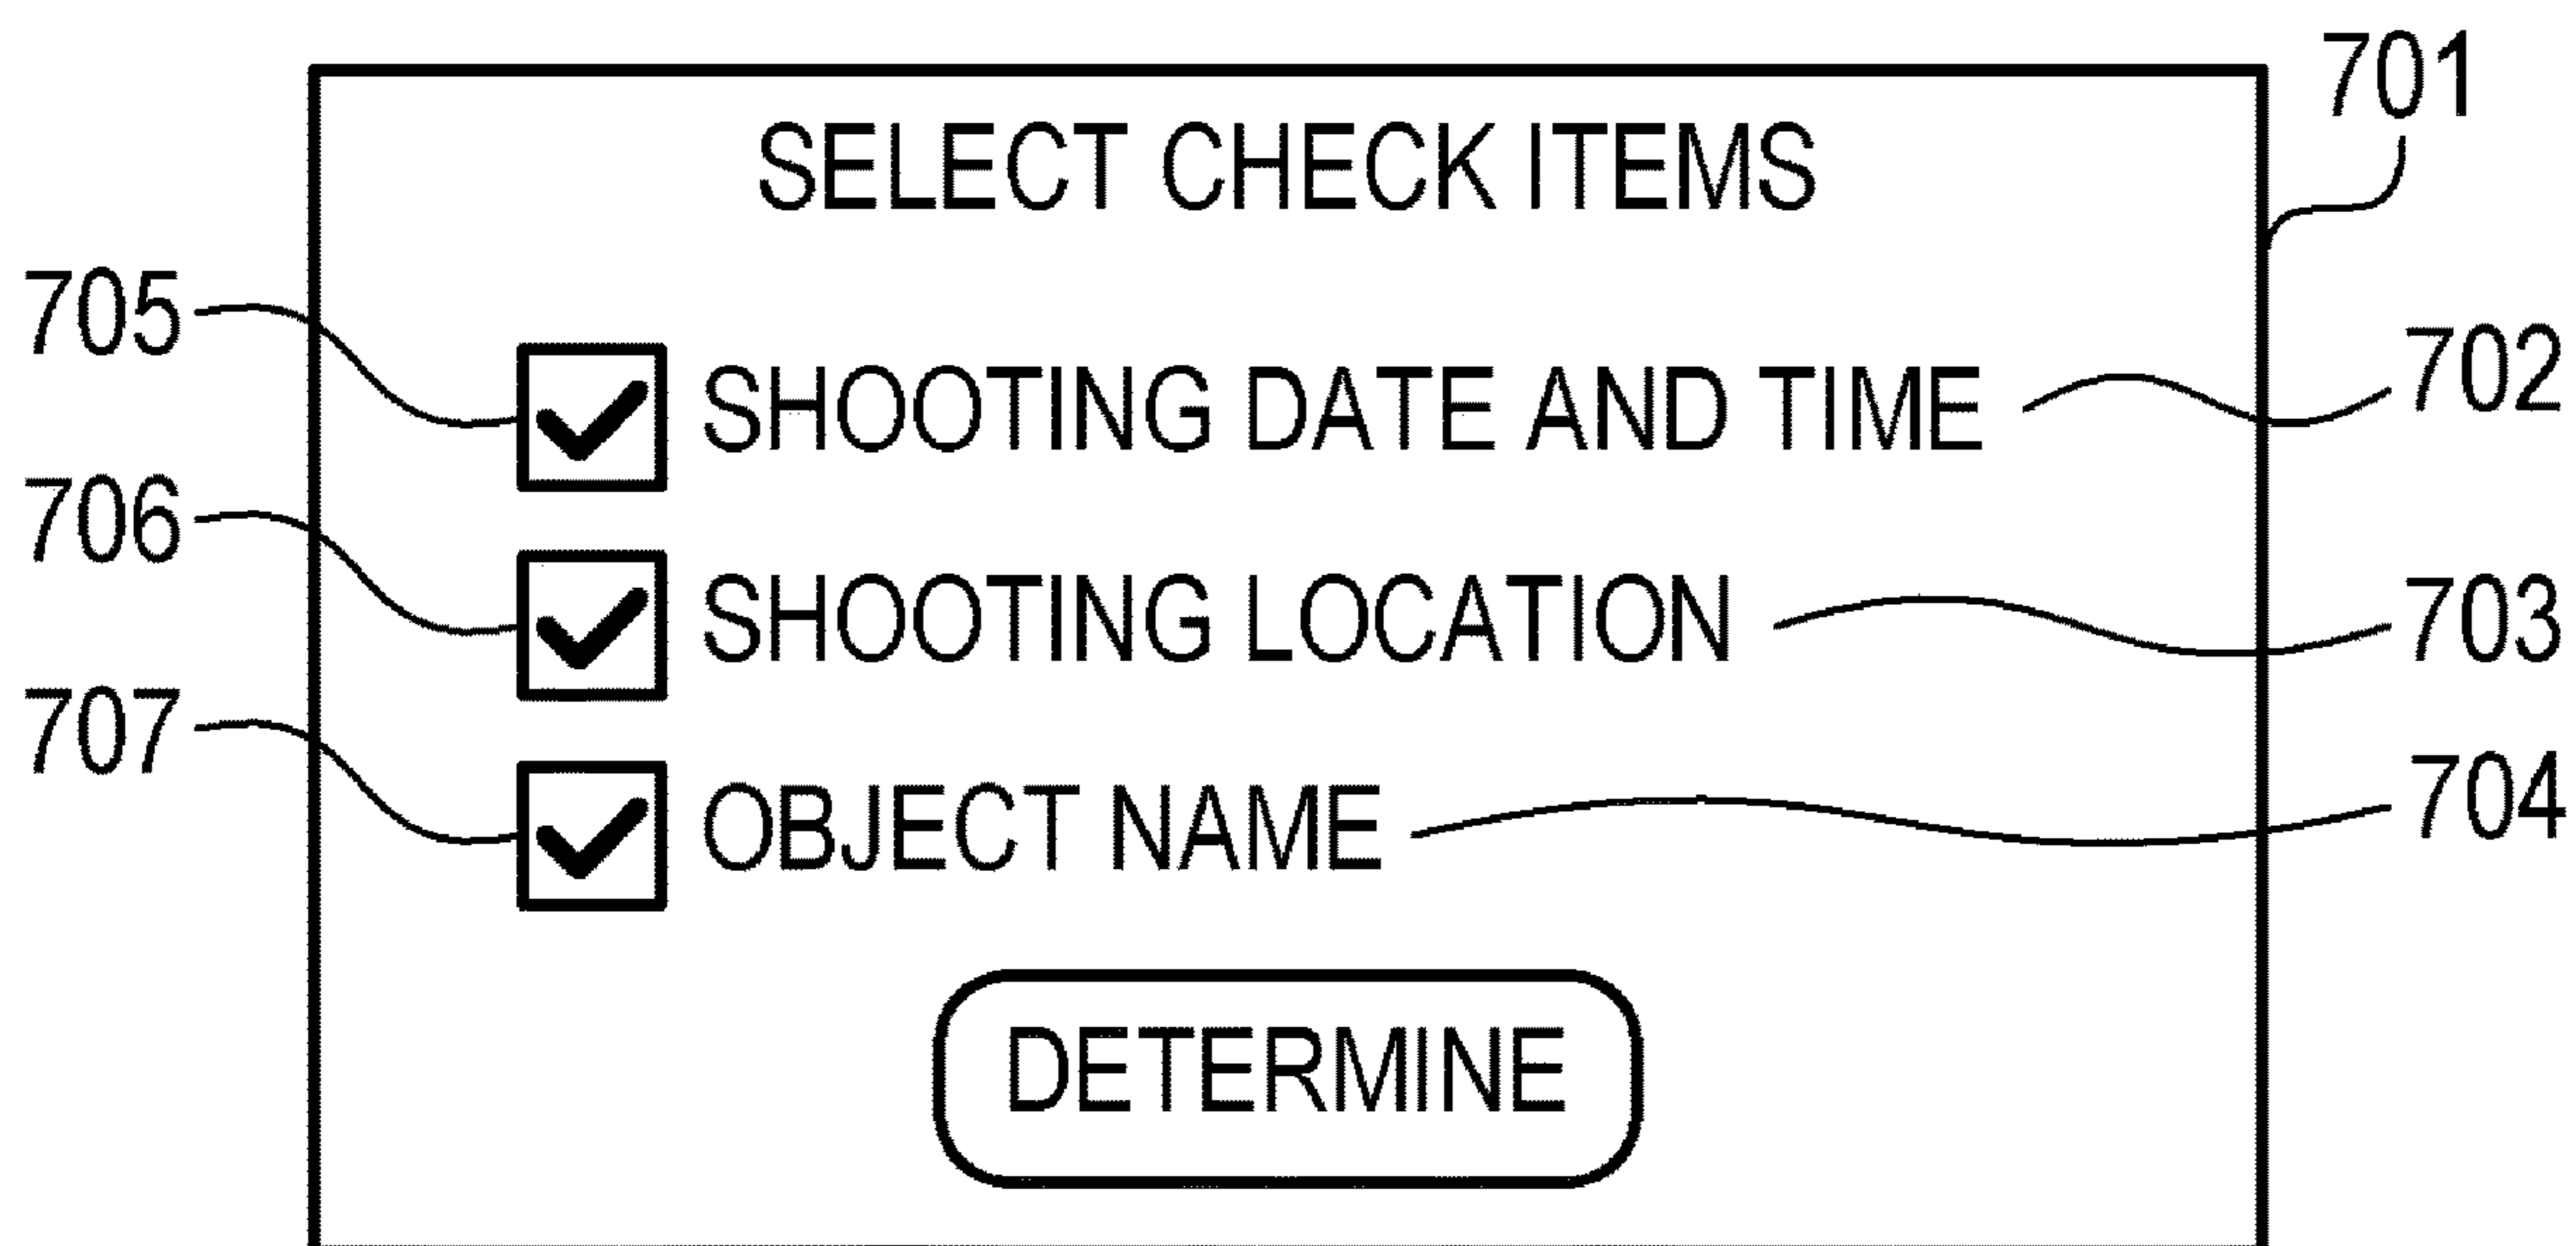 701
SELECT CHECK ITEMS
705
SHOOTING DATE AND TIME
702
706
SHOOTING LOCATION
703
707
OBJECT NAME
704
DETERMINE